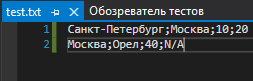 test.txt Обозреватель тестов
1 Санкт-Петербург;Москва;10;20
2 Москва;Орел;40;N/A